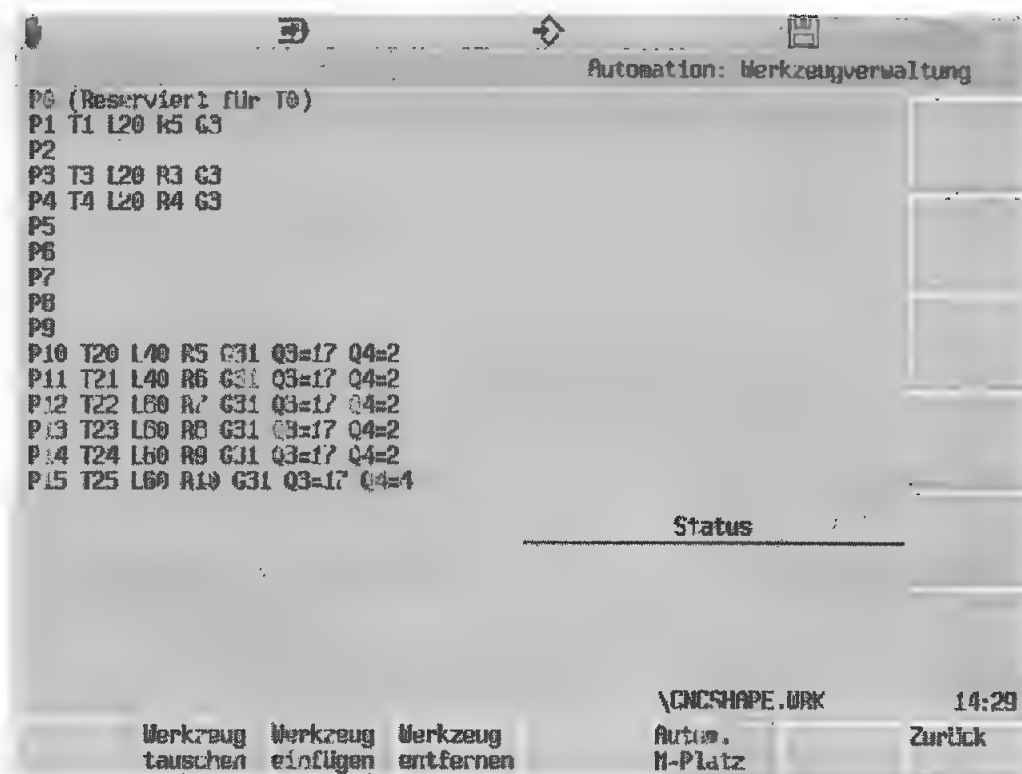 Automation: Werkzeugverwaltung
P0 (Reserviert für T0)
P1 T1 L20 R5 G3
P2
P3 T3 L20 R3 G3
P4 T4 L20 R4 G3
P5
P6
P7
P8
P9
P10 T20 L40 R5 G31 Q3=17 Q4=2
P11 T21 L40 R6 G31 Q3=17 Q4=2
P12 T22 L60 R7 G31 Q3=17 Q4=2
P13 T23 L60 R8 G31 Q3=17 Q4=2
P14 T24 L60 R9 G31 Q3=17 Q4=2
P15 T25 L60 R10 G31 Q3=17 Q4=4
Status
\CNCSHAPE.WRK 14:29
Werkzeug tauschen
Werkzeug einfügen
Werkzeug entfernen
Autom. M-Platz
Zurück